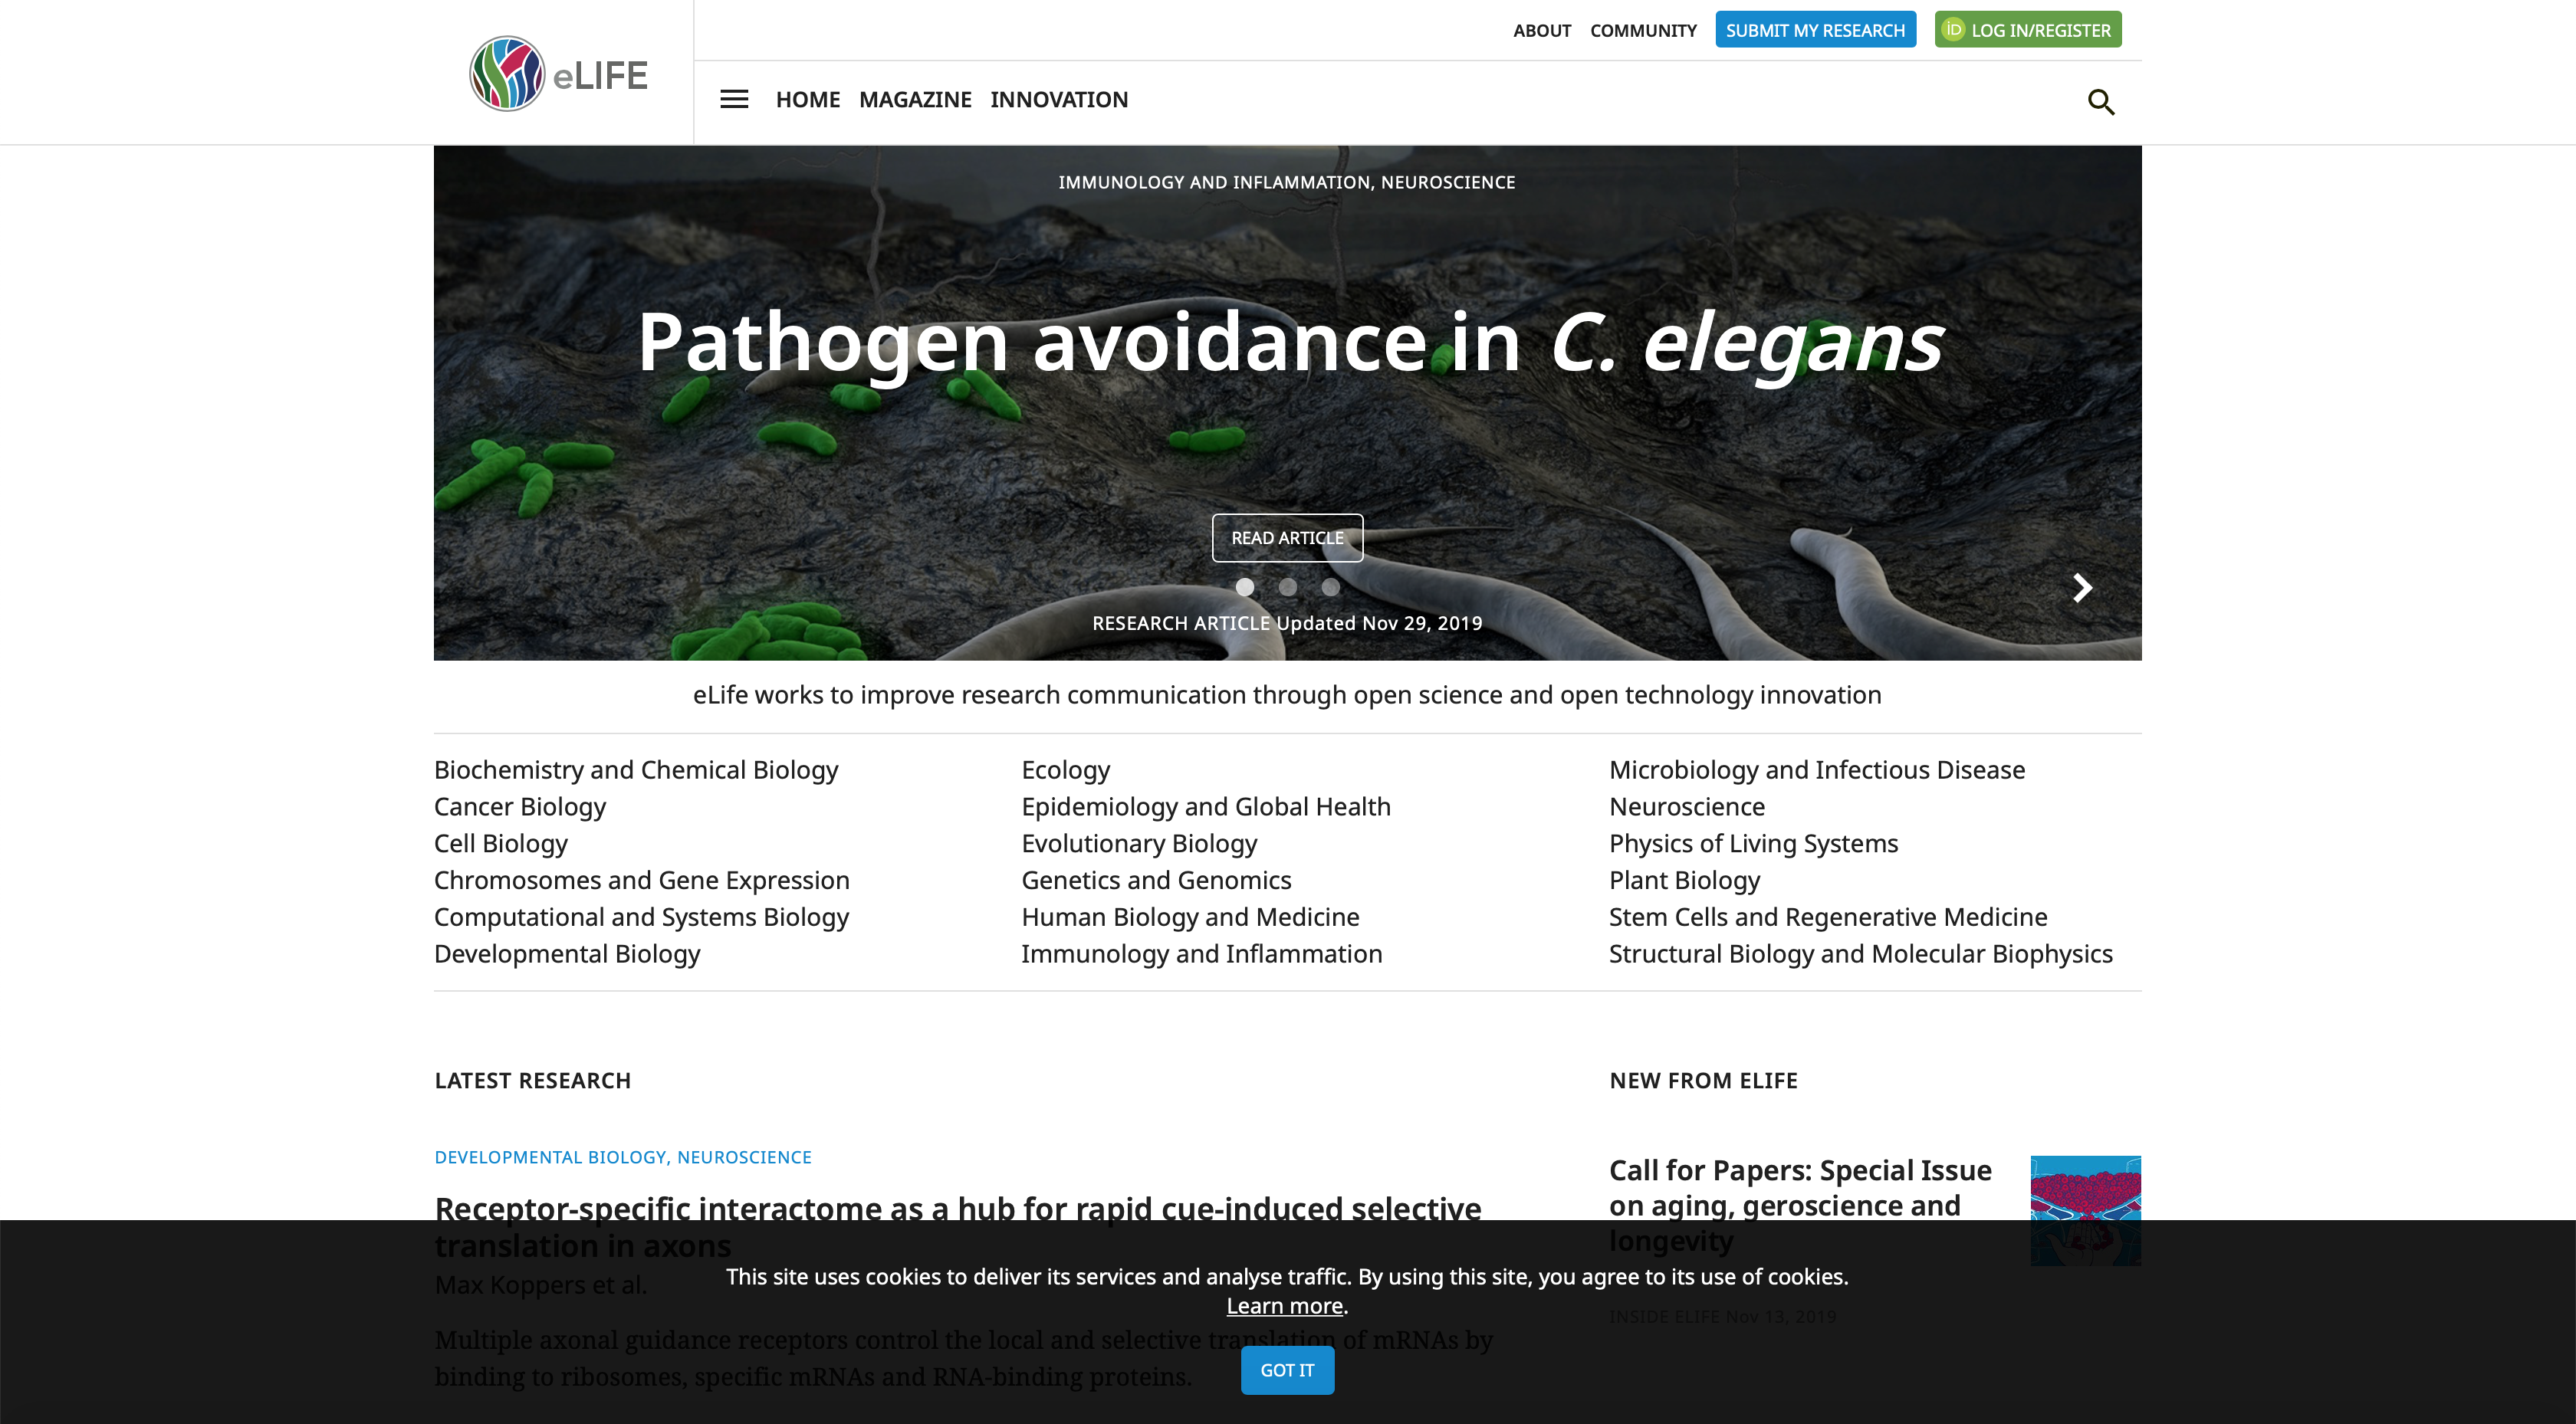 eLIFE
ABOUT COMMUNITY SUBMIT MY RESEARCH iD LOG IN/REGISTER
HOME MAGAZINE INNOVATION
IMMUNOLOGY AND INFLAMMATION, NEUROSCIENCE
Pathogen avoidance in C. elegans
READ ARTICLE
RESEARCH ARTICLE Updated Nov 29, 2019
eLife works to improve research communication through open science and open technology innovation
Biochemistry and Chemical Biology
Cancer Biology
Cell Biology
Chromosomes and Gene Expression
Computational and Systems Biology
Developmental Biology
Ecology
Epidemiology and Global Health
Evolutionary Biology
Genetics and Genomics
Human Biology and Medicine
Immunology and Inflammation
Microbiology and Infectious Disease
Neuroscience
Physics of Living Systems
Plant Biology
Stem Cells and Regenerative Medicine
Structural Biology and Molecular Biophysics
LATEST RESEARCH
DEVELOPMENTAL BIOLOGY, NEUROSCIENCE
Receptor-specific interactome as a hub for rapid cue-induced selective
translation in axons
Max Koppers et al.
Multiple axonal guidance receptors control the local and selective translation of mRNAs by
binding to ribosomes, specific mRNAs and RNA-binding proteins.
NEW FROM ELIFE
Call for Papers: Special Issue
on aging, geroscience and
longevity
INSIDE ELIFE Nov 13, 2019
This site uses cookies to deliver its services and analyse traffic. By using this site, you agree to its use of cookies.
Learn more.
GOT IT